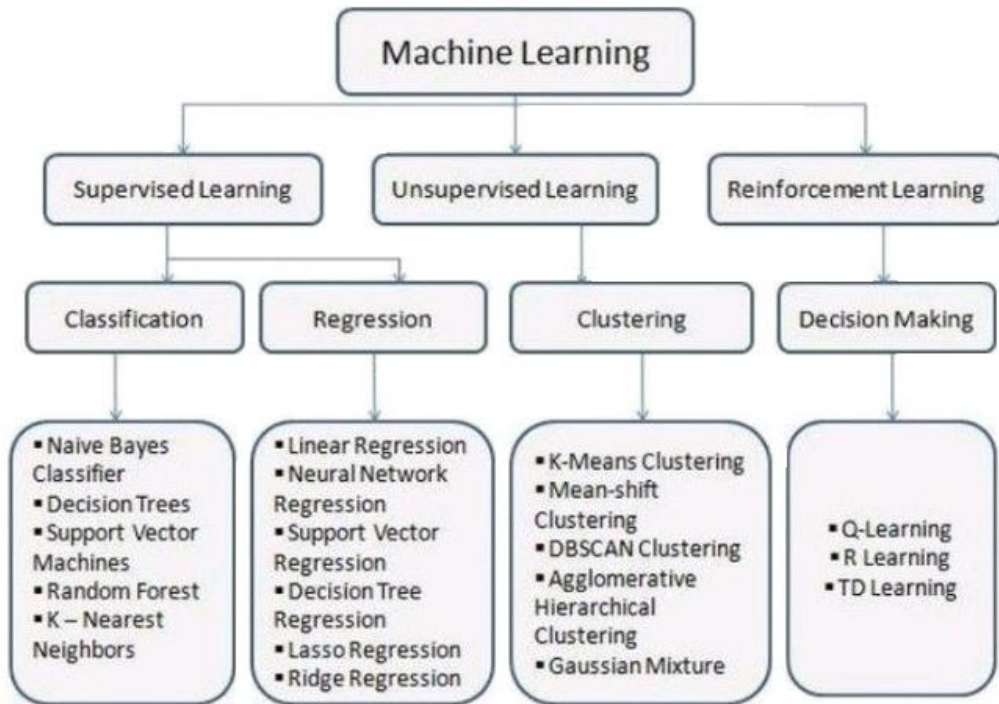 Machine Learning
Supervised Learning
Unsupervised Learning
Reinforcement Learning
Classification
Regression
Clustering
Decision Making
▪ Naive Bayes
Classifier
▪ Decision Trees
▪ Support Vector
Machines
▪ Random Forest
▪ K – Nearest
Neighbors
▪ Linear Regression
▪ Neural Network
Regression
▪ Support Vector
Regression
▪ Decision Tree
Regression
▪ Lasso Regression
▪ Ridge Regression
▪ K-Means Clustering
▪ Mean-shift
Clustering
▪ DBSCAN Clustering
▪ Agglomerative
Hierarchical
Clustering
▪ Gaussian Mixture
▪ Q-Learning
▪ R Learning
▪ TD Learning